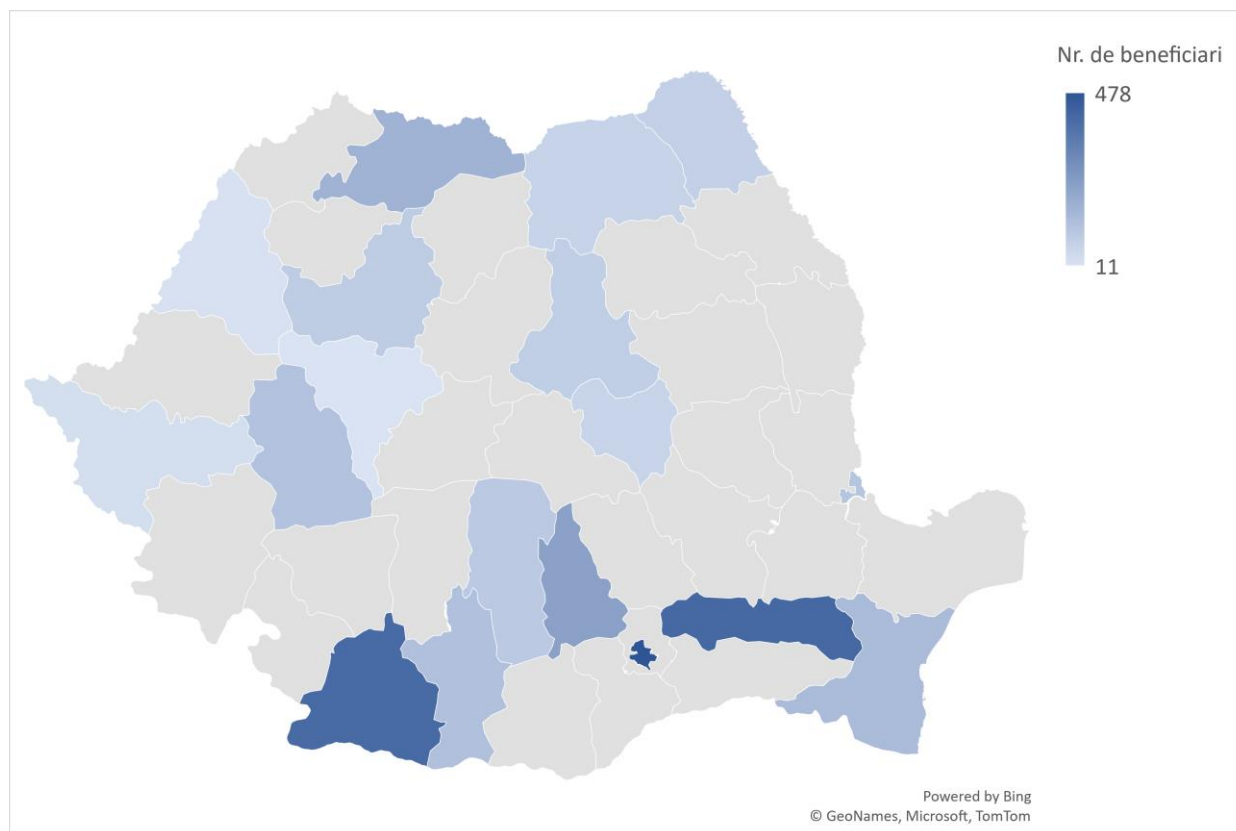 Nr. de beneficiari
478
11
Powered by Bing
© GeoNames, Microsoft, TomTom